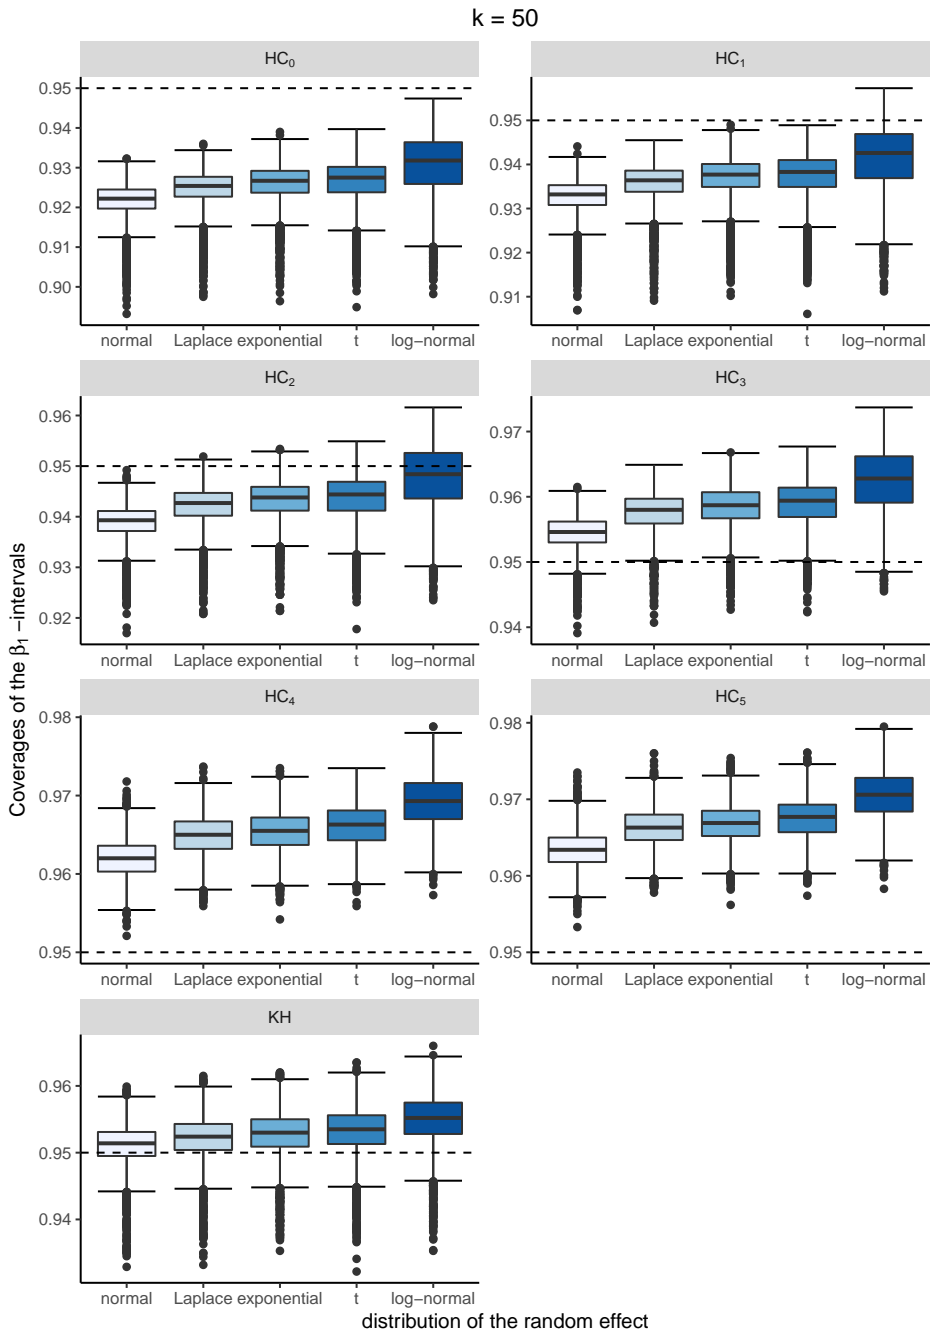 k = 50
HC₀
HC₁
0.95
0.94
0.93
0.92
0.91
0.90
normal Laplace exponential t log−normal
0.95
0.94
0.93
0.92
0.91
normal Laplace exponential t log−normal
HC₂
HC₃
0.96
0.95
0.94
0.93
0.92
normal Laplace exponential t log−normal
0.97
0.96
0.95
0.94
normal Laplace exponential t log−normal
HC₄
HC₅
0.98
0.97
0.96
0.95
normal Laplace exponential t log−normal
0.98
0.97
0.96
0.95
normal Laplace exponential t log−normal
KH
0.96
0.95
0.94
normal Laplace exponential t log−normal
Coverages of the β₁ −intervals
distribution of the random effect